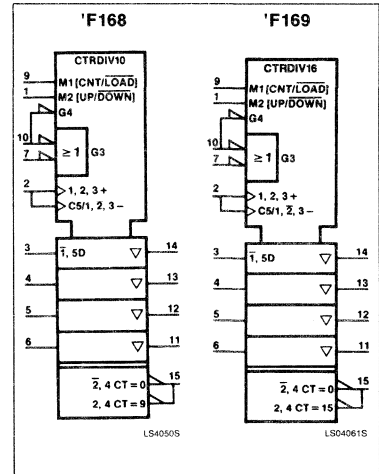 'F168
CTRDIV10
9 M1 [CNT/LOAD]
1 M2 [UP/DOWN]
G4
10
7 ≥ 1 G3
2 1, 2, 3 +
C5/1, 2, 3 −
3 1̅, 5D ▽ 14
4 ▽ 13
5 ▽ 12
6 ▽ 11
2̅, 4 CT = 0 15
2, 4 CT = 9
LS4050S
'F169
CTRDIV16
9 M1 [CNT/LOAD]
1 M2 [UP/DOWN]
G4
10
7 ≥ 1 G3
2 1, 2, 3 +
C5/1, 2̅, 3 −
3 1̅, 5D ▽ 14
4 ▽ 13
5 ▽ 12
6 ▽ 11
2̅, 4 CT = 0 15
2, 4 CT = 15
LS04061S